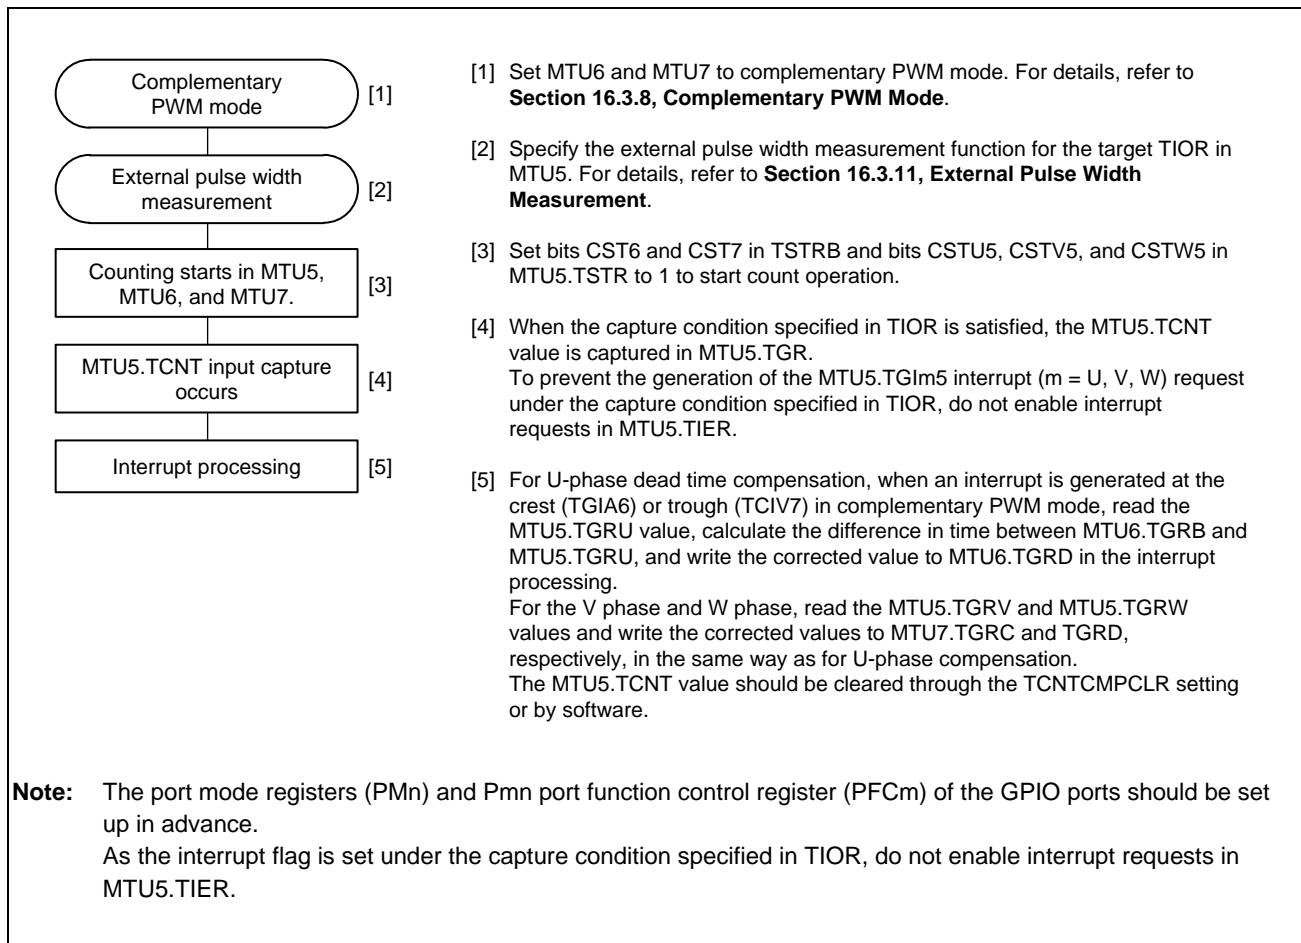 Complementary
PWM mode
[1]
External pulse width
measurement
[2]
Counting starts in MTU5,
MTU6, and MTU7.
[3]
MTU5.TCNT input capture
occurs
[4]
Interrupt processing
[5]
[1] Set MTU6 and MTU7 to complementary PWM mode. For details, refer to
Section 16.3.8, Complementary PWM Mode.
[2] Specify the external pulse width measurement function for the target TIOR in
MTU5. For details, refer to Section 16.3.11, External Pulse Width
Measurement.
[3] Set bits CST6 and CST7 in TSTRB and bits CSTU5, CSTV5, and CSTW5 in
MTU5.TSTR to 1 to start count operation.
[4] When the capture condition specified in TIOR is satisfied, the MTU5.TCNT
value is captured in MTU5.TGR.
To prevent the generation of the MTU5.TGIm5 interrupt (m = U, V, W) request
under the capture condition specified in TIOR, do not enable interrupt
requests in MTU5.TIER.
[5] For U-phase dead time compensation, when an interrupt is generated at the
crest (TGIA6) or trough (TCIV7) in complementary PWM mode, read the
MTU5.TGRU value, calculate the difference in time between MTU6.TGRB and
MTU5.TGRU, and write the corrected value to MTU6.TGRD in the interrupt
processing.
For the V phase and W phase, read the MTU5.TGRV and MTU5.TGRW
values and write the corrected values to MTU7.TGRC and TGRD,
respectively, in the same way as for U-phase compensation.
The MTU5.TCNT value should be cleared through the TCNTCMPCLR setting
or by software.
Note: The port mode registers (PMn) and Pmn port function control register (PFCm) of the GPIO ports should be set
up in advance.
As the interrupt flag is set under the capture condition specified in TIOR, do not enable interrupt requests in
MTU5.TIER.